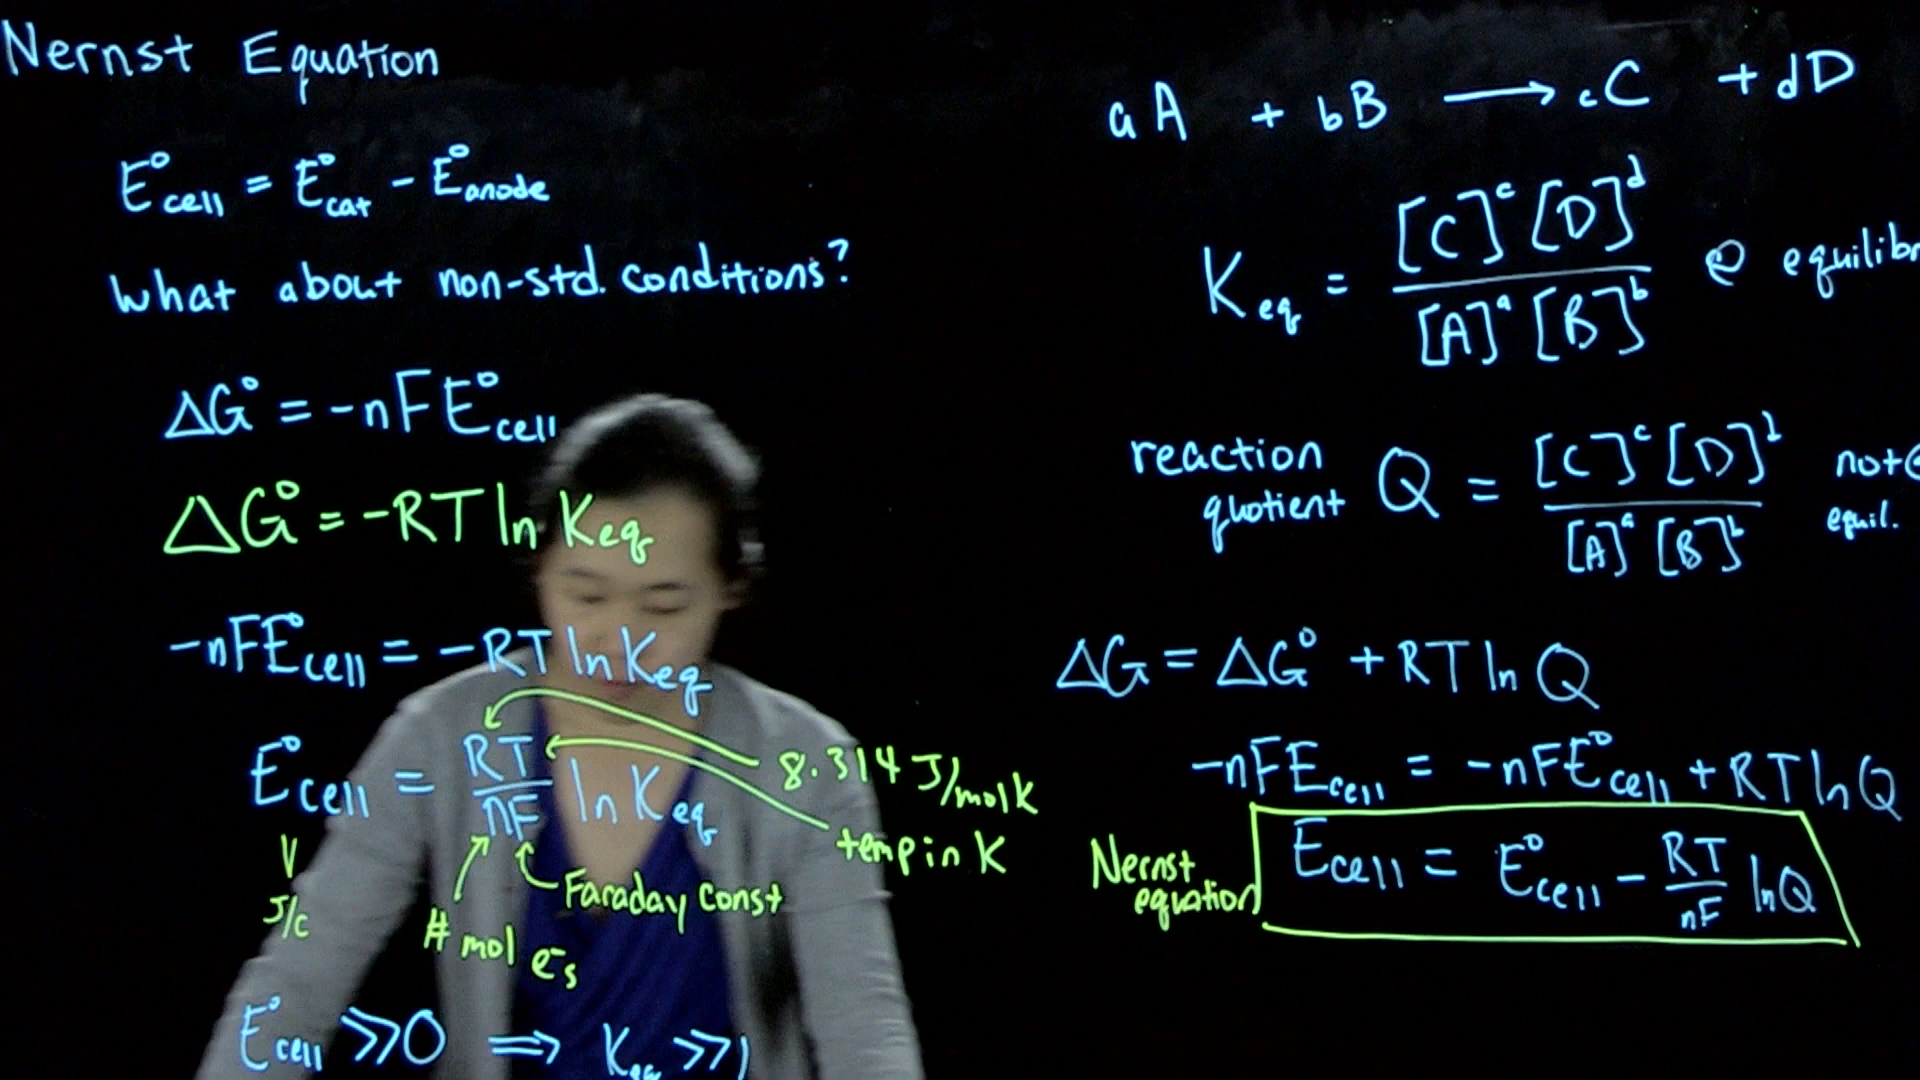 Nernst Equation
E°cell = E°cat - E°anode
What about non-std. conditions?
ΔG° = -nFE°cell
ΔG° = -RT ln Keq
-nFE°cell = -RT ln Keq
E°cell = RT/nF ln Keq
8.314 J/molK
temp in K
V
J/C
# mol e⁻s
Faraday const
E°cell >>0 ⟹ Keq >>1
aA + bB ⟶ cC + dD
Keq = [C]^c [D]^d / [A]^a [B]^b @
reaction quotient Q = [C]^c [D]^d / [A]^a [B]^b not@ equil.
ΔG = ΔG° + RT ln Q
-nFEcell = -nFE°cell + RT ln Q
Nernst equation
Ecell = E°cell - RT/nF lnQ